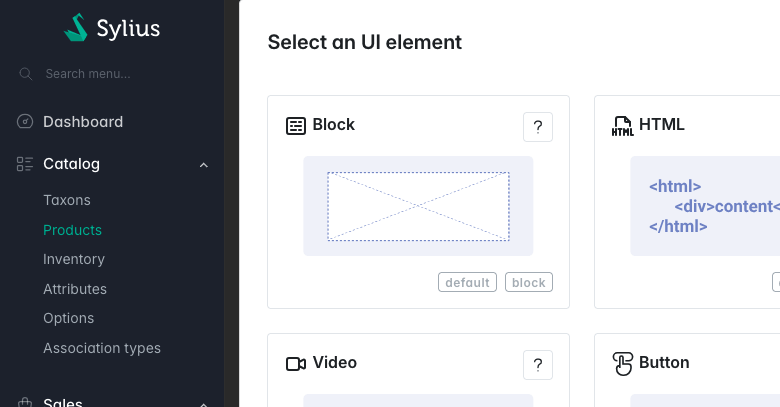 Sylius
Search menu...
Dashboard
Catalog
Taxons
Products
Inventory
Attributes
Options
Association types
Sales
Select an UI element
Block
?
default
block
HTML
HTML
<html>
<div>content<
</html>
Video
?
Button